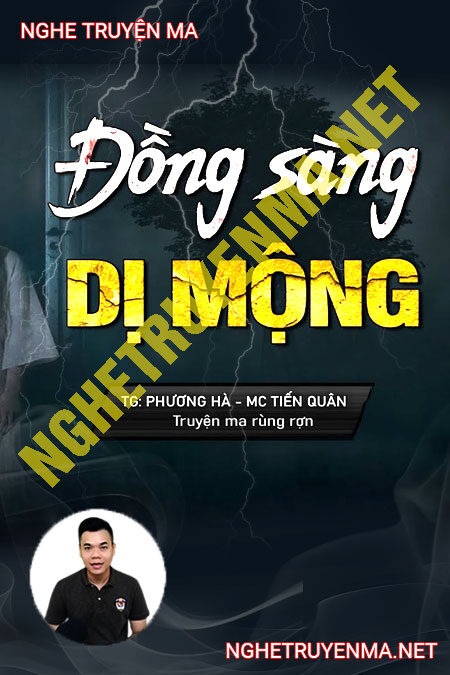 NGHE TRUYỆN MA
Đồng sàng
DỊ MỘNG
NGHETRUYENMA.NET
TG: PHƯƠNG HÀ - MC TIẾN QUÂN
Truyện ma rùng rợn
NGHETRUYENMA.NET